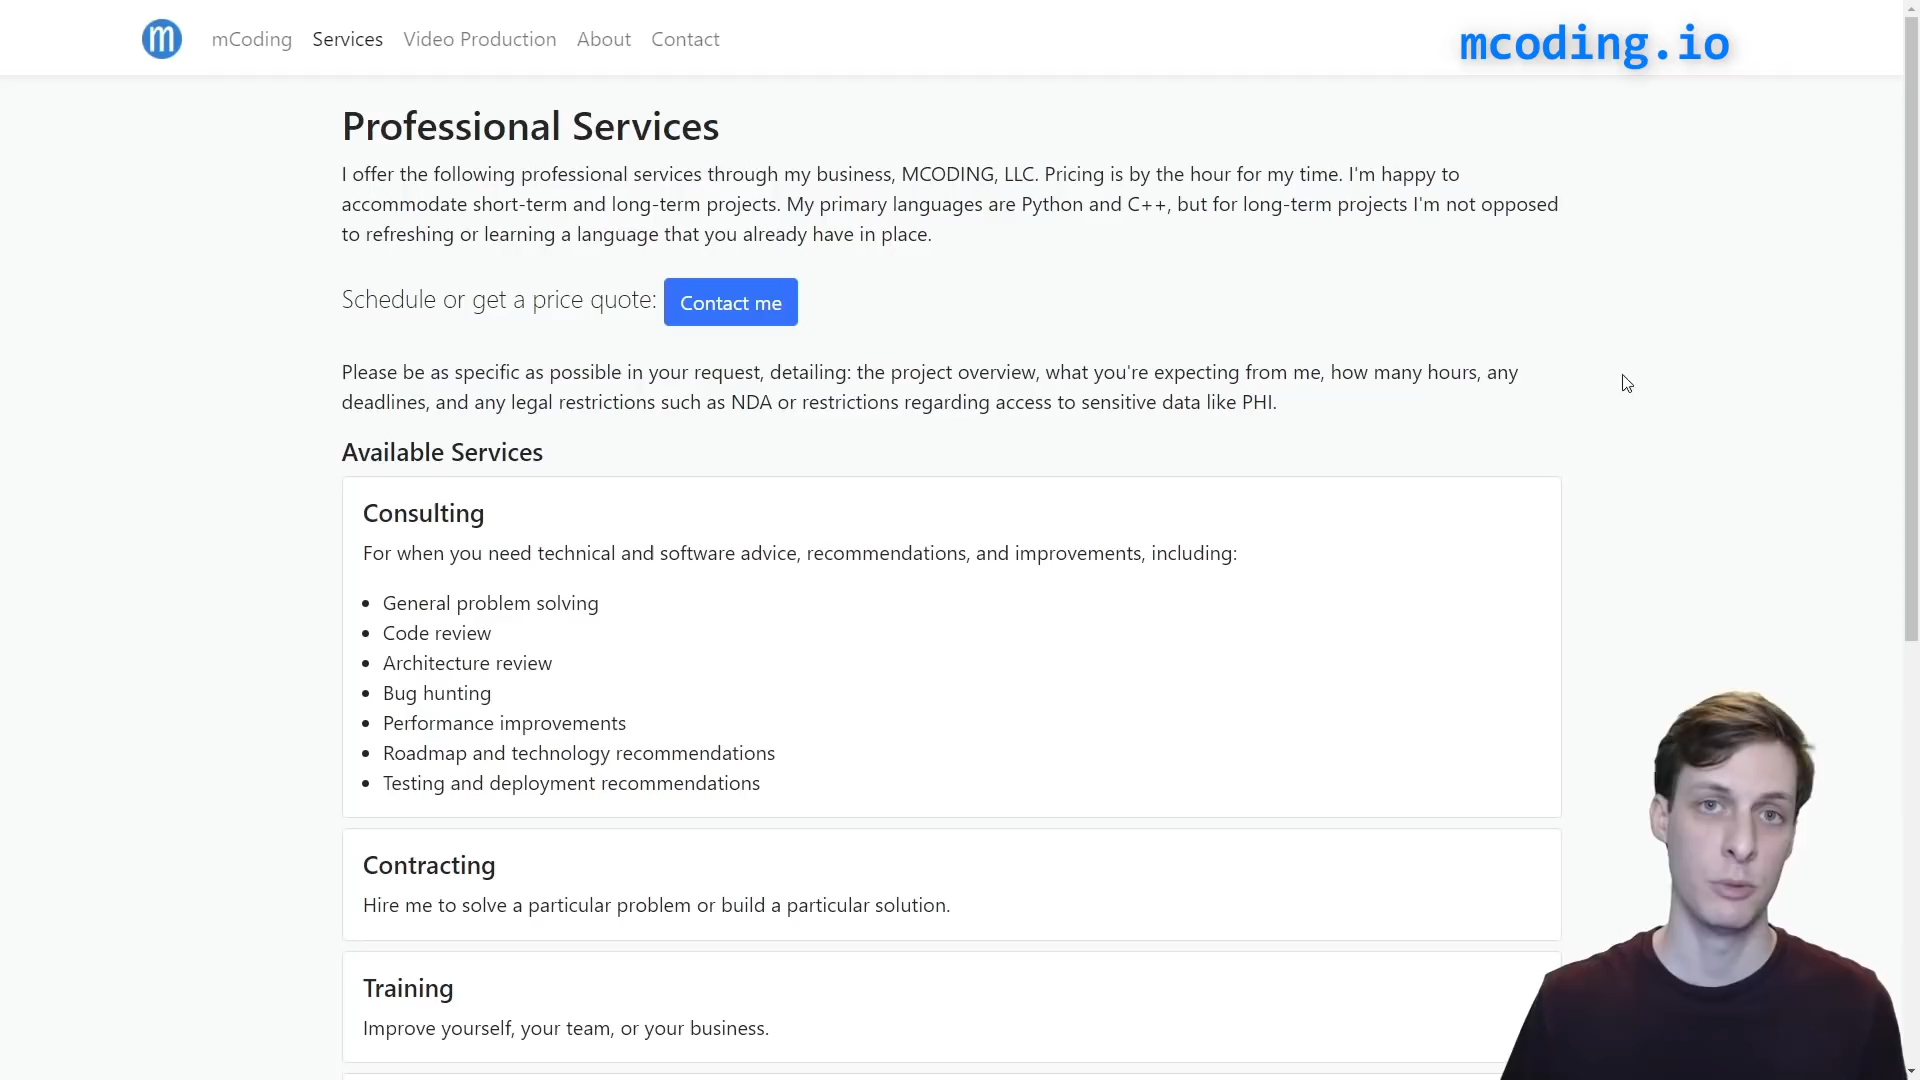 m mCoding Services Video Production About Contact mcoding.io
Professional Services
I offer the following professional services through my business, MCODING, LLC. Pricing is by the hour for my time. I'm happy to
accommodate short-term and long-term projects. My primary languages are Python and C++, but for long-term projects I'm not opposed
to refreshing or learning a language that you already have in place.
Schedule or get a price quote: Contact me
Please be as specific as possible in your request, detailing: the project overview, what you're expecting from me, how many hours, any
deadlines, and any legal restrictions such as NDA or restrictions regarding access to sensitive data like PHI.
Available Services
Consulting
For when you need technical and software advice, recommendations, and improvements, including:
• General problem solving
• Code review
• Architecture review
• Bug hunting
• Performance improvements
• Roadmap and technology recommendations
• Testing and deployment recommendations
Contracting
Hire me to solve a particular problem or build a particular solution.
Training
Improve yourself, your team, or your business.